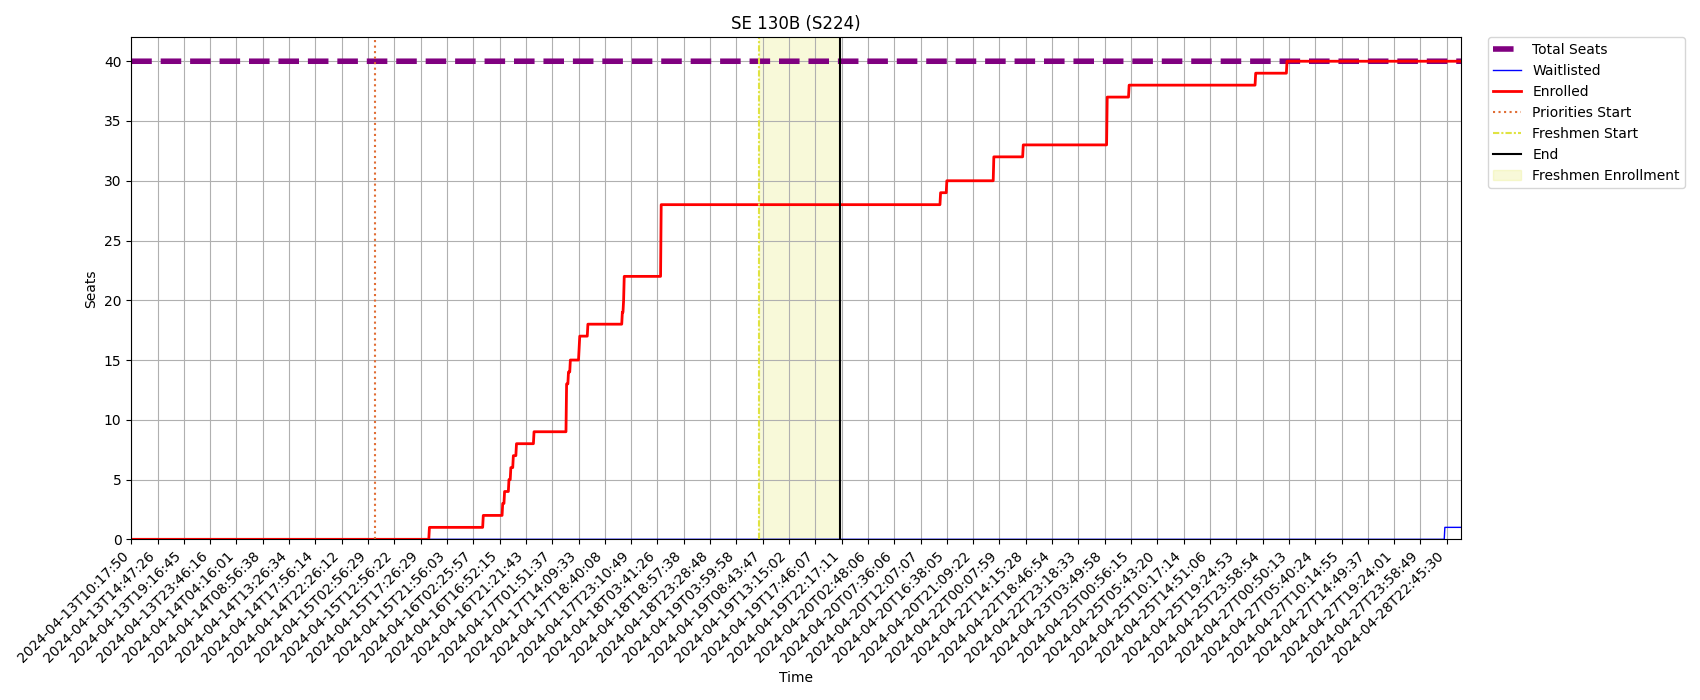 SE 130B (S224)
Total Seats
Waitlisted
Enrolled
Priorities Start
Freshmen Start
End
Freshmen Enrollment
Seats
40
35
30
25
20
15
10
5
0
2024-04-13T10:17:50
2024-04-13T14:47:26
2024-04-13T19:16:45
2024-04-13T23:46:16
2024-04-14T04:16:01
2024-04-14T08:56:38
2024-04-14T13:26:34
2024-04-14T17:56:14
2024-04-14T22:26:12
2024-04-15T02:56:29
2024-04-15T12:56:22
2024-04-15T17:26:29
2024-04-15T21:56:03
2024-04-16T02:25:57
2024-04-16T16:52:15
2024-04-16T21:21:43
2024-04-17T01:51:37
2024-04-17T14:09:33
2024-04-17T18:40:08
2024-04-17T23:10:49
2024-04-18T03:41:26
2024-04-18T18:57:38
2024-04-18T23:28:48
2024-04-19T03:59:58
2024-04-19T08:43:47
2024-04-19T13:15:02
2024-04-19T17:46:07
2024-04-19T22:17:11
2024-04-20T02:48:06
2024-04-20T07:36:06
2024-04-20T12:07:07
2024-04-20T16:38:05
2024-04-20T21:09:22
2024-04-22T00:07:59
2024-04-22T14:15:28
2024-04-22T18:46:54
2024-04-22T23:18:33
2024-04-23T03:49:58
2024-04-25T00:56:15
2024-04-25T05:43:20
2024-04-25T10:17:14
2024-04-25T14:51:06
2024-04-25T19:24:53
2024-04-25T23:58:54
2024-04-27T00:50:13
2024-04-27T05:40:24
2024-04-27T10:14:55
2024-04-27T14:49:37
2024-04-27T19:24:01
2024-04-27T23:58:49
2024-04-28T22:45:30
Time